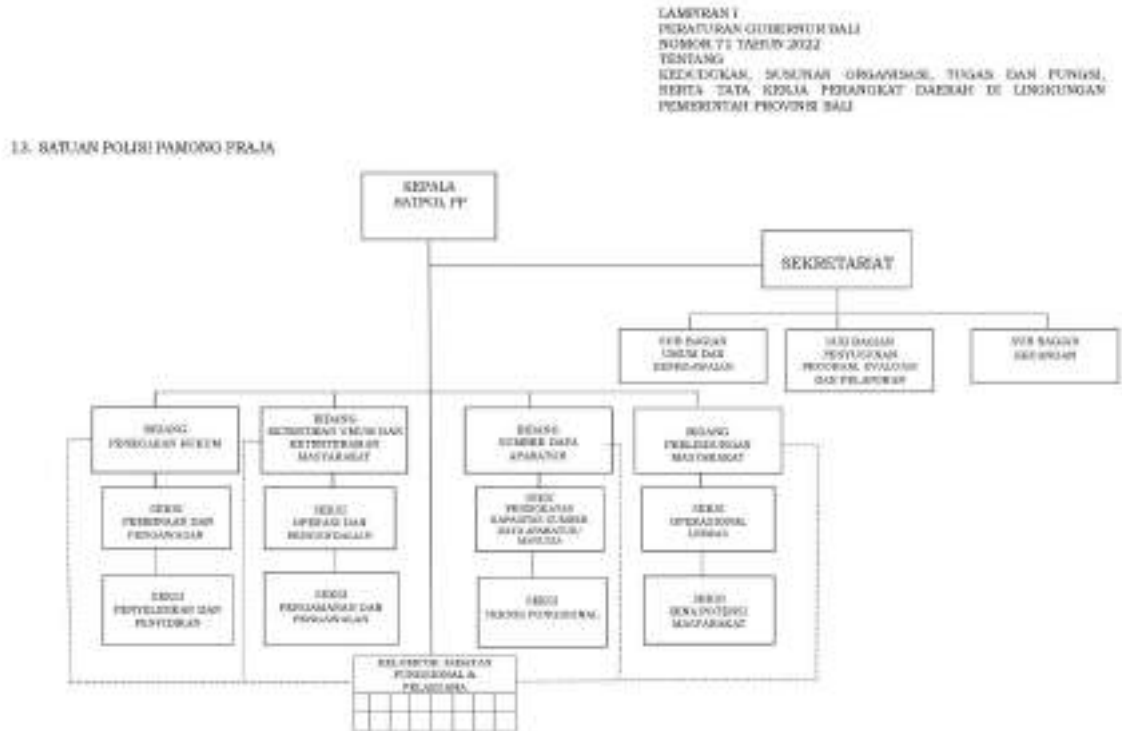 LAMPIRAN I
PERATURAN GUBERNUR BALI
NOMOR 71 TAHUN 2022
TENTANG
KEDUDUKAN, SUSUNAN ORGANISASI, TUGAS DAN FUNGSI,
SERTA TATA KERJA PERANGKAT DAERAH DI LINGKUNGAN
PEMERINTAH PROVINSI BALI
13. SATUAN POLISI PAMONG PRAJA
KEPALA
SATPOL PP
SEKRETARIAT
SUB BAGIAN
UMUM DAN
KEPEGAWAIAN
SUB BAGIAN
PENYUSUNAN
PROGRAM, EVALUASI
DAN PELAPORAN
SUB BAGIAN
KEUANGAN
BIDANG
PENEGAKAN HUKUM
BIDANG
KETERTIBAN UMUM DAN
KETENTERAMAN
MASYARAKAT
BIDANG
SUMBER DAYA
APARATUR
BIDANG
PERLINDUNGAN
MASYARAKAT
SEKSI
PEMBINAAN DAN
PENGAWASAN
SEKSI
OPERASI DAN
PENGENDALIAN
SEKSI
PENINGKATAN
KAPASITAS SUMBER
DAYA APARATUR/
MANUSIA
SEKSI
OPERASIONAL
LINMAS
SEKSI
PENYELIDIKAN DAN
PENYIDIKAN
SEKSI
PENGAMANAN DAN
PENGAWALAN
SEKSI
TEKNIS FUNGSIONAL
SEKSI
BINA POTENSI
MASYARAKAT
KELOMPOK JABATAN
FUNGSIONAL &
PELAKSANA